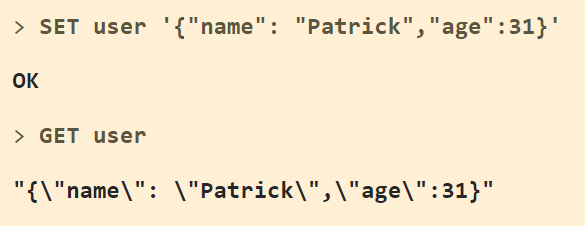 > SET user '{"name": "Patrick","age":31}'
OK
> GET user
"{\"name\": \"Patrick\",\"age\":31}"